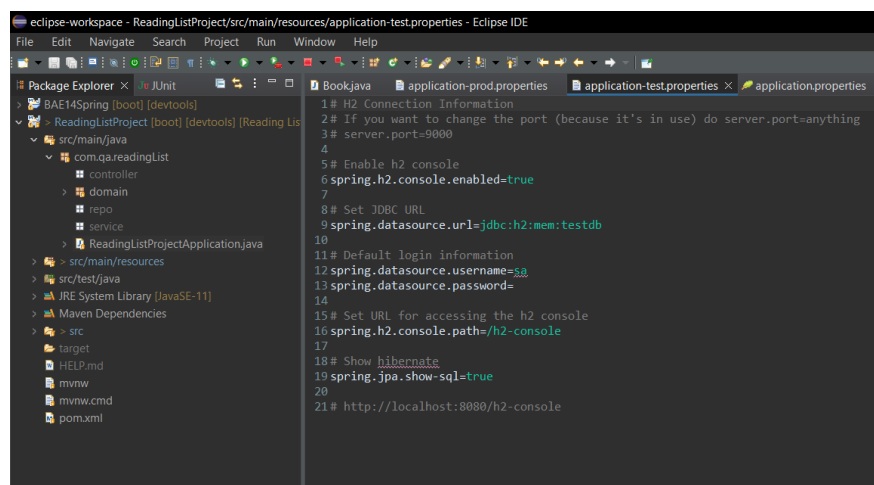 eclipse-workspace - ReadingListProject/src/main/resources/application-test.properties - Eclipse IDE
File Edit Navigate Search Project Run Window Help
Package Explorer JUnit
BAE14Spring [boot] [devtools]
> ReadingListProject [boot] [devtools] [Reading Lis
src/main/java
com.qa.readingList
controller
domain
repo
service
ReadingListProjectApplication.java
> src/main/resources
src/test/java
JRE System Library [JavaSE-11]
Maven Dependencies
> src
target
HELP.md
mvnw
mvnw.cmd
pom.xml
Book.java application-prod.properties application-test.properties application.properties
1 # H2 Connection Information
2 # If you want to change the port (because it's in use) do server.port=anything
3 # server.port=9000
4
5 # Enable h2 console
6 spring.h2.console.enabled=true
7
8 # Set JDBC URL
9 spring.datasource.url=jdbc:h2:mem:testdb
10
11 # Default login information
12 spring.datasource.username=sa
13 spring.datasource.password=
14
15 # Set URL for accessing the h2 console
16 spring.h2.console.path=/h2-console
17
18 # Show hibernate
19 spring.jpa.show-sql=true
20
21 # http://localhost:8080/h2-console